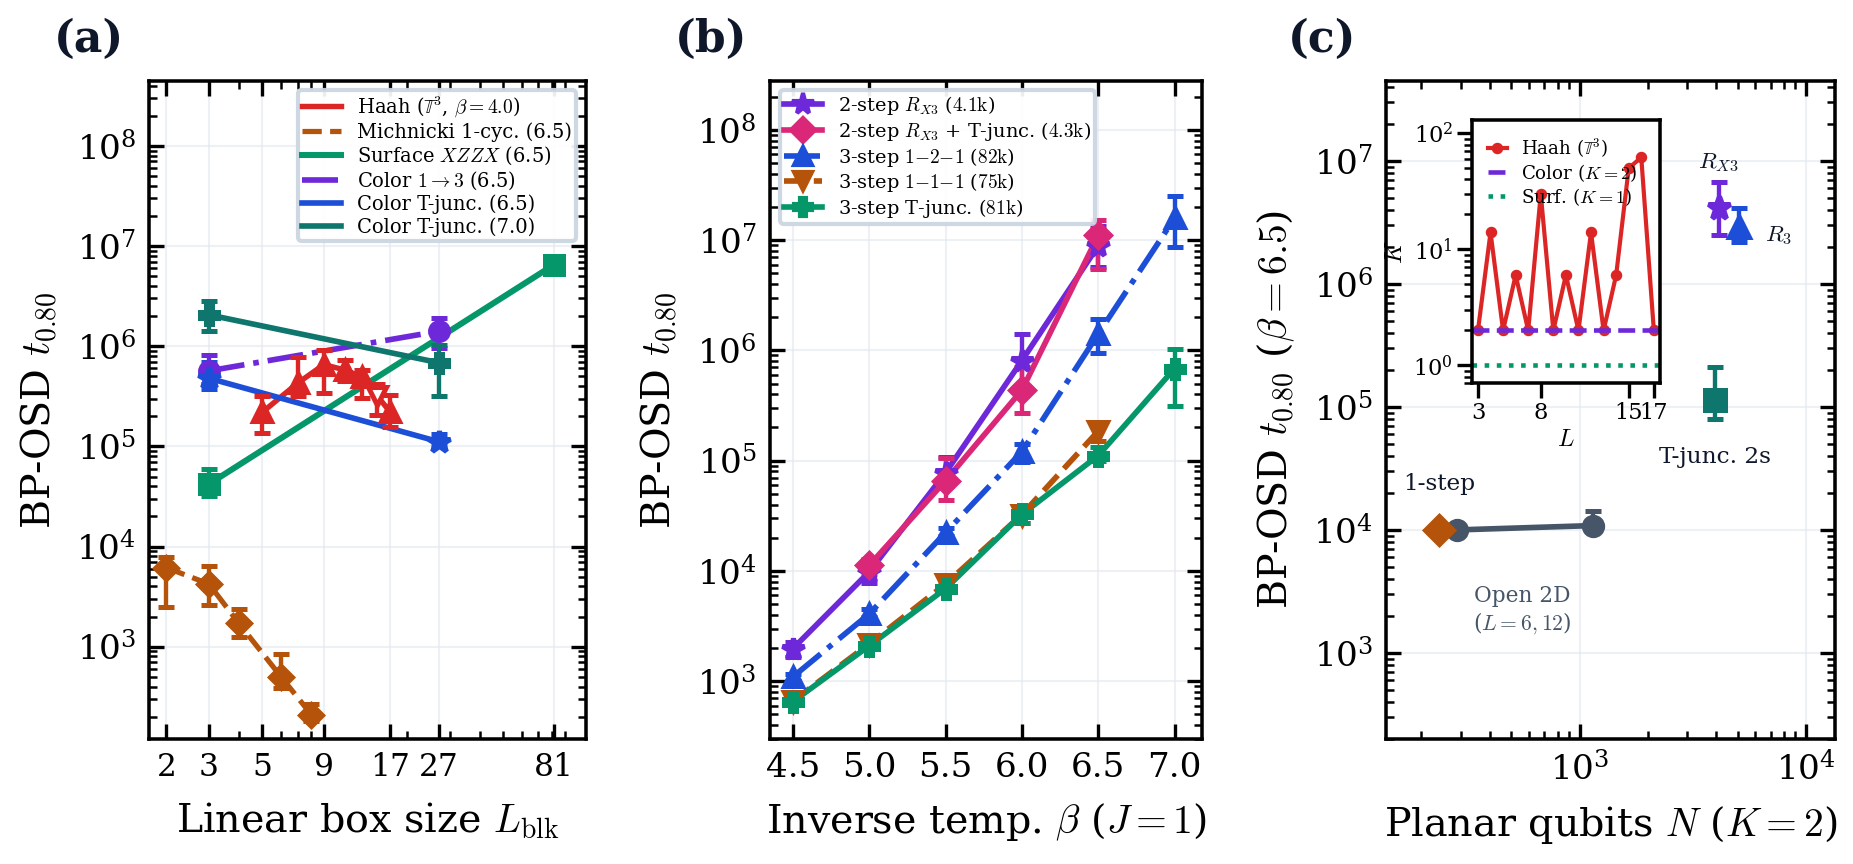 (a)
BP-OSD t0.80
10⁸
10⁷
10⁶
10⁵
10⁴
10³
Haah (𝕋³, β = 4.0)
Michnicki 1-cyc. (6.5)
Surface XZZX (6.5)
Color 1→3 (6.5)
Color T-junc. (6.5)
Color T-junc. (7.0)
2 3 5 9 17 27 81
Linear box size Lblk
(b)
BP-OSD t0.80
10⁸
10⁷
10⁶
10⁵
10⁴
10³
2-step RX3 (4.1k)
2-step RX3 + T-junc. (4.3k)
3-step 1−2−1 (82k)
3-step 1−1−1 (75k)
3-step T-junc. (81k)
4.5 5.0 5.5 6.0 6.5 7.0
Inverse temp. β (J = 1)
(c)
BP-OSD t0.80 (β = 6.5)
10⁷
10⁶
10⁵
10⁴
10³
10²
10¹
10⁰
Haah (𝕋³)
Color (K = 2)
Surf. (K = 1)
3 8 15 17
L
RX3
R3
T-junc. 2s
1-step
Open 2D
(L = 6, 12)
10³ 10⁴
Planar qubits N (K = 2)